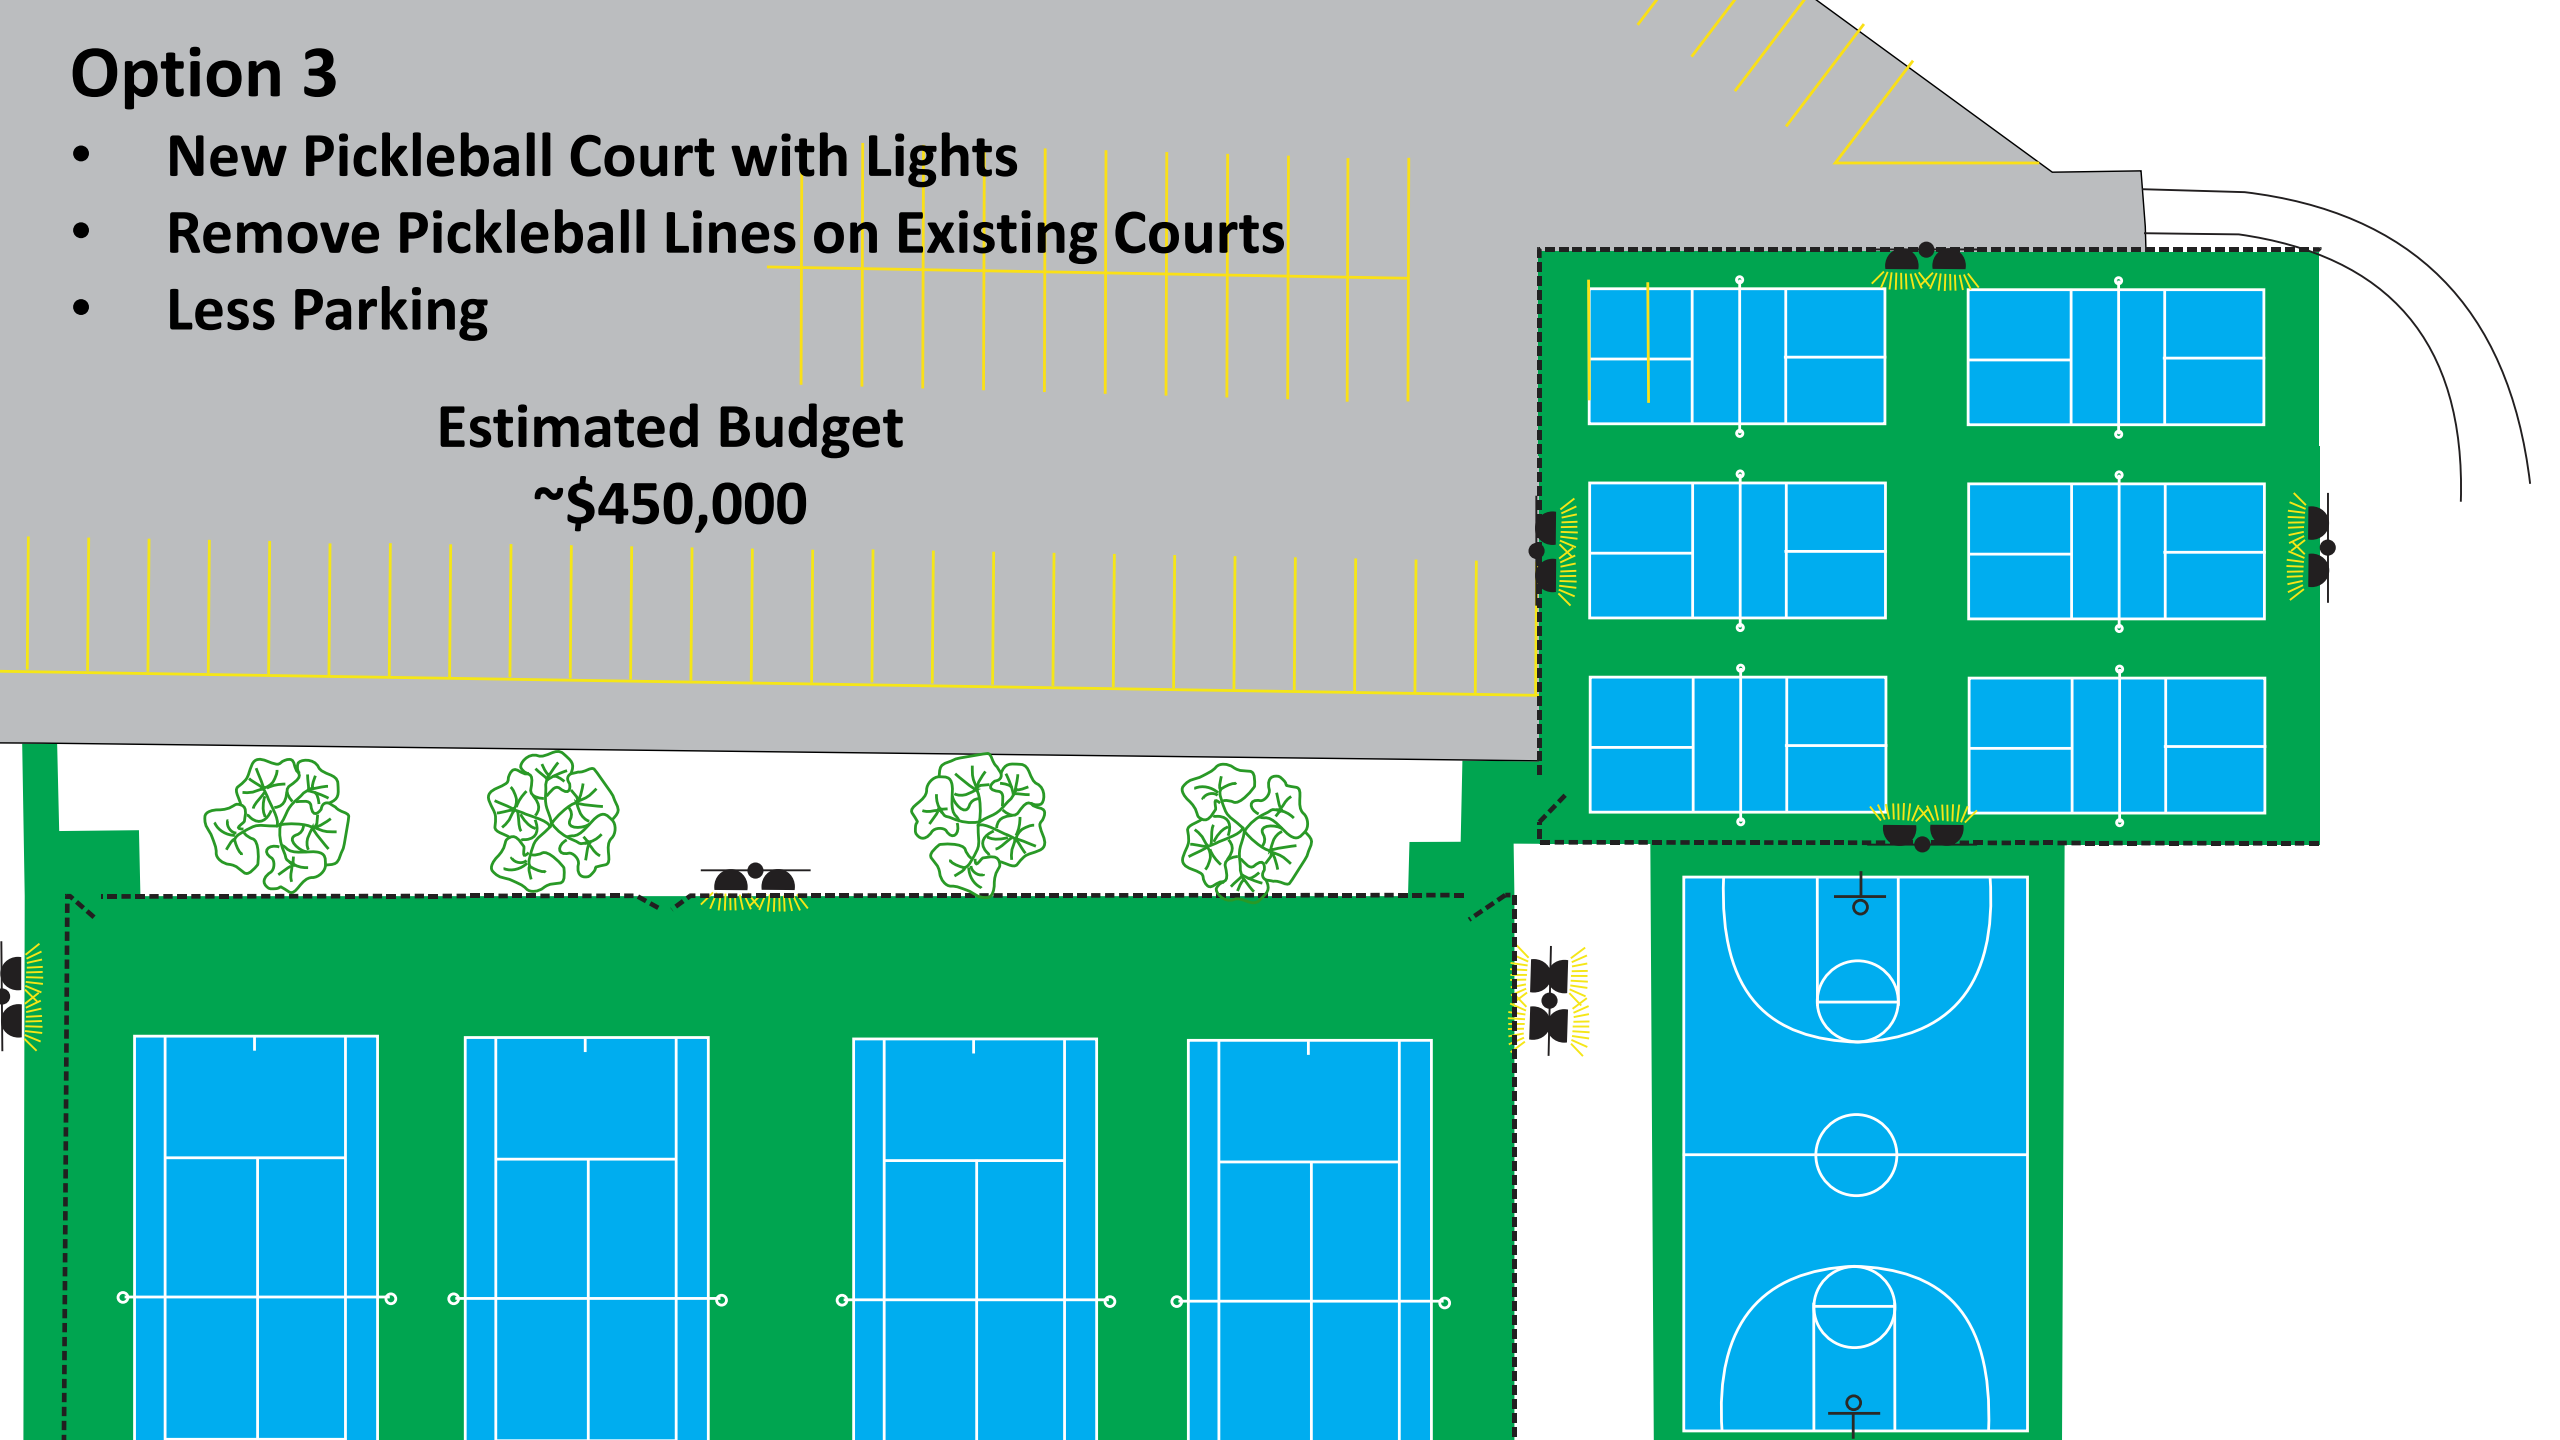 Option 3
• New Pickleball Court with Lights
• Remove Pickleball Lines on Existing Courts
• Less Parking
Estimated Budget
~$450,000